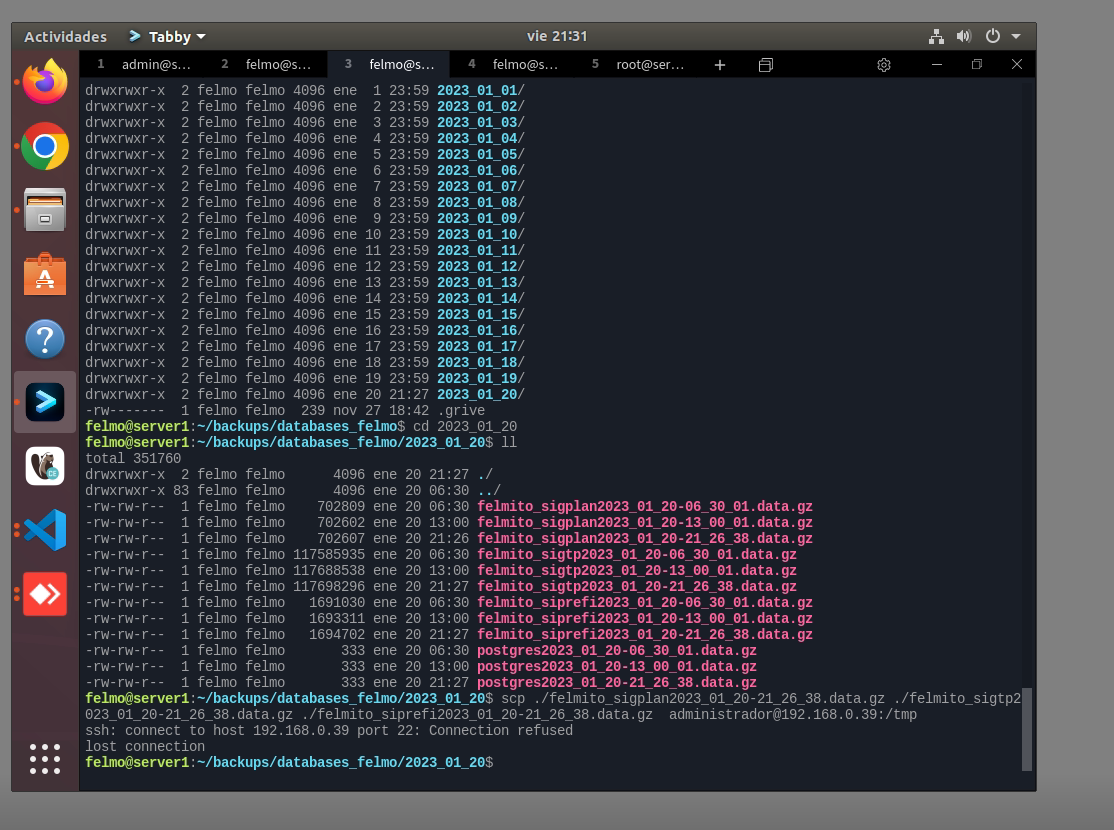 Actividades Tabby vie 21:31
1 admin@s... 2 felmo@s... 3 felmo@s... 4 felmo@s... 5 root@ser... +
drwxrwxr-x 2 felmo felmo 4096 ene 1 23:59 2023_01_01/
drwxrwxr-x 2 felmo felmo 4096 ene 2 23:59 2023_01_02/
drwxrwxr-x 2 felmo felmo 4096 ene 3 23:59 2023_01_03/
drwxrwxr-x 2 felmo felmo 4096 ene 4 23:59 2023_01_04/
drwxrwxr-x 2 felmo felmo 4096 ene 5 23:59 2023_01_05/
drwxrwxr-x 2 felmo felmo 4096 ene 6 23:59 2023_01_06/
drwxrwxr-x 2 felmo felmo 4096 ene 7 23:59 2023_01_07/
drwxrwxr-x 2 felmo felmo 4096 ene 8 23:59 2023_01_08/
drwxrwxr-x 2 felmo felmo 4096 ene 9 23:59 2023_01_09/
drwxrwxr-x 2 felmo felmo 4096 ene 10 23:59 2023_01_10/
drwxrwxr-x 2 felmo felmo 4096 ene 11 23:59 2023_01_11/
drwxrwxr-x 2 felmo felmo 4096 ene 12 23:59 2023_01_12/
drwxrwxr-x 2 felmo felmo 4096 ene 13 23:59 2023_01_13/
drwxrwxr-x 2 felmo felmo 4096 ene 14 23:59 2023_01_14/
drwxrwxr-x 2 felmo felmo 4096 ene 15 23:59 2023_01_15/
drwxrwxr-x 2 felmo felmo 4096 ene 16 23:59 2023_01_16/
drwxrwxr-x 2 felmo felmo 4096 ene 17 23:59 2023_01_17/
drwxrwxr-x 2 felmo felmo 4096 ene 18 23:59 2023_01_18/
drwxrwxr-x 2 felmo felmo 4096 ene 19 23:59 2023_01_19/
drwxrwxr-x 2 felmo felmo 4096 ene 20 21:27 2023_01_20/
-rw------- 1 felmo felmo 239 nov 27 18:42 .grive
felmo@server1:~/backups/databases_felmo$ cd 2023_01_20
felmo@server1:~/backups/databases_felmo/2023_01_20$ ll
total 351760
drwxrwxr-x 2 felmo felmo 4096 ene 20 21:27 ./
drwxrwxr-x 83 felmo felmo 4096 ene 20 06:30 ../
-rw-rw-r-- 1 felmo felmo 702809 ene 20 06:30 felmito_sigplan2023_01_20-06_30_01.data.gz
-rw-rw-r-- 1 felmo felmo 702602 ene 20 13:00 felmito_sigplan2023_01_20-13_00_01.data.gz
-rw-rw-r-- 1 felmo felmo 702607 ene 20 21:26 felmito_sigplan2023_01_20-21_26_38.data.gz
-rw-rw-r-- 1 felmo felmo 117585935 ene 20 06:30 felmito_sigtp2023_01_20-06_30_01.data.gz
-rw-rw-r-- 1 felmo felmo 117688538 ene 20 13:00 felmito_sigtp2023_01_20-13_00_01.data.gz
-rw-rw-r-- 1 felmo felmo 117698296 ene 20 21:27 felmito_sigtp2023_01_20-21_26_38.data.gz
-rw-rw-r-- 1 felmo felmo 1691030 ene 20 06:30 felmito_siprefi2023_01_20-06_30_01.data.gz
-rw-rw-r-- 1 felmo felmo 1693311 ene 20 13:00 felmito_siprefi2023_01_20-13_00_01.data.gz
-rw-rw-r-- 1 felmo felmo 1694702 ene 20 21:27 felmito_siprefi2023_01_20-21_26_38.data.gz
-rw-rw-r-- 1 felmo felmo 333 ene 20 06:30 postgres2023_01_20-06_30_01.data.gz
-rw-rw-r-- 1 felmo felmo 333 ene 20 13:00 postgres2023_01_20-13_00_01.data.gz
-rw-rw-r-- 1 felmo felmo 333 ene 20 21:27 postgres2023_01_20-21_26_38.data.gz
felmo@server1:~/backups/databases_felmo/2023_01_20$ scp ./felmito_sigplan2023_01_20-21_26_38.data.gz ./felmito_sigtp2
023_01_20-21_26_38.data.gz ./felmito_siprefi2023_01_20-21_26_38.data.gz administrador@192.168.0.39:/tmp
ssh: connect to host 192.168.0.39 port 22: Connection refused
lost connection
felmo@server1:~/backups/databases_felmo/2023_01_20$